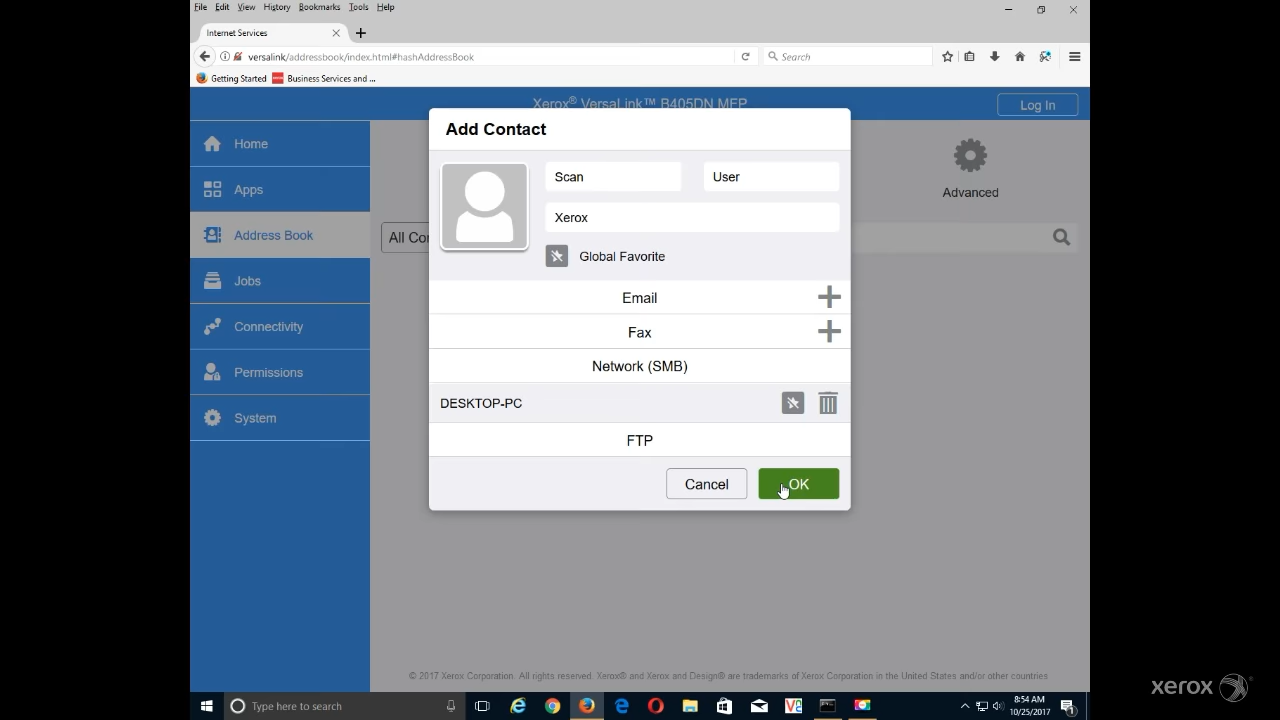 File Edit View History Bookmarks Tools Help
Internet Services
versalink/addressbook/index.html#hashAddressBook
Search
Getting Started
Business Services and ...
Xerox® VersaLink™ B405DN MFP
Log In
Add Contact
Home
Scan
User
Apps
Advanced
Xerox
Address Book
All Co
Global Favorite
Jobs
Email
Connectivity
Fax
Network (SMB)
Permissions
DESKTOP-PC
System
FTP
Cancel
OK
© 2017 Xerox Corporation. All rights reserved. Xerox® and Xerox and Design® are trademarks of Xerox Corporation in the United States and/or other countries
xerox
Type here to search
8:54 AM
10/25/2017